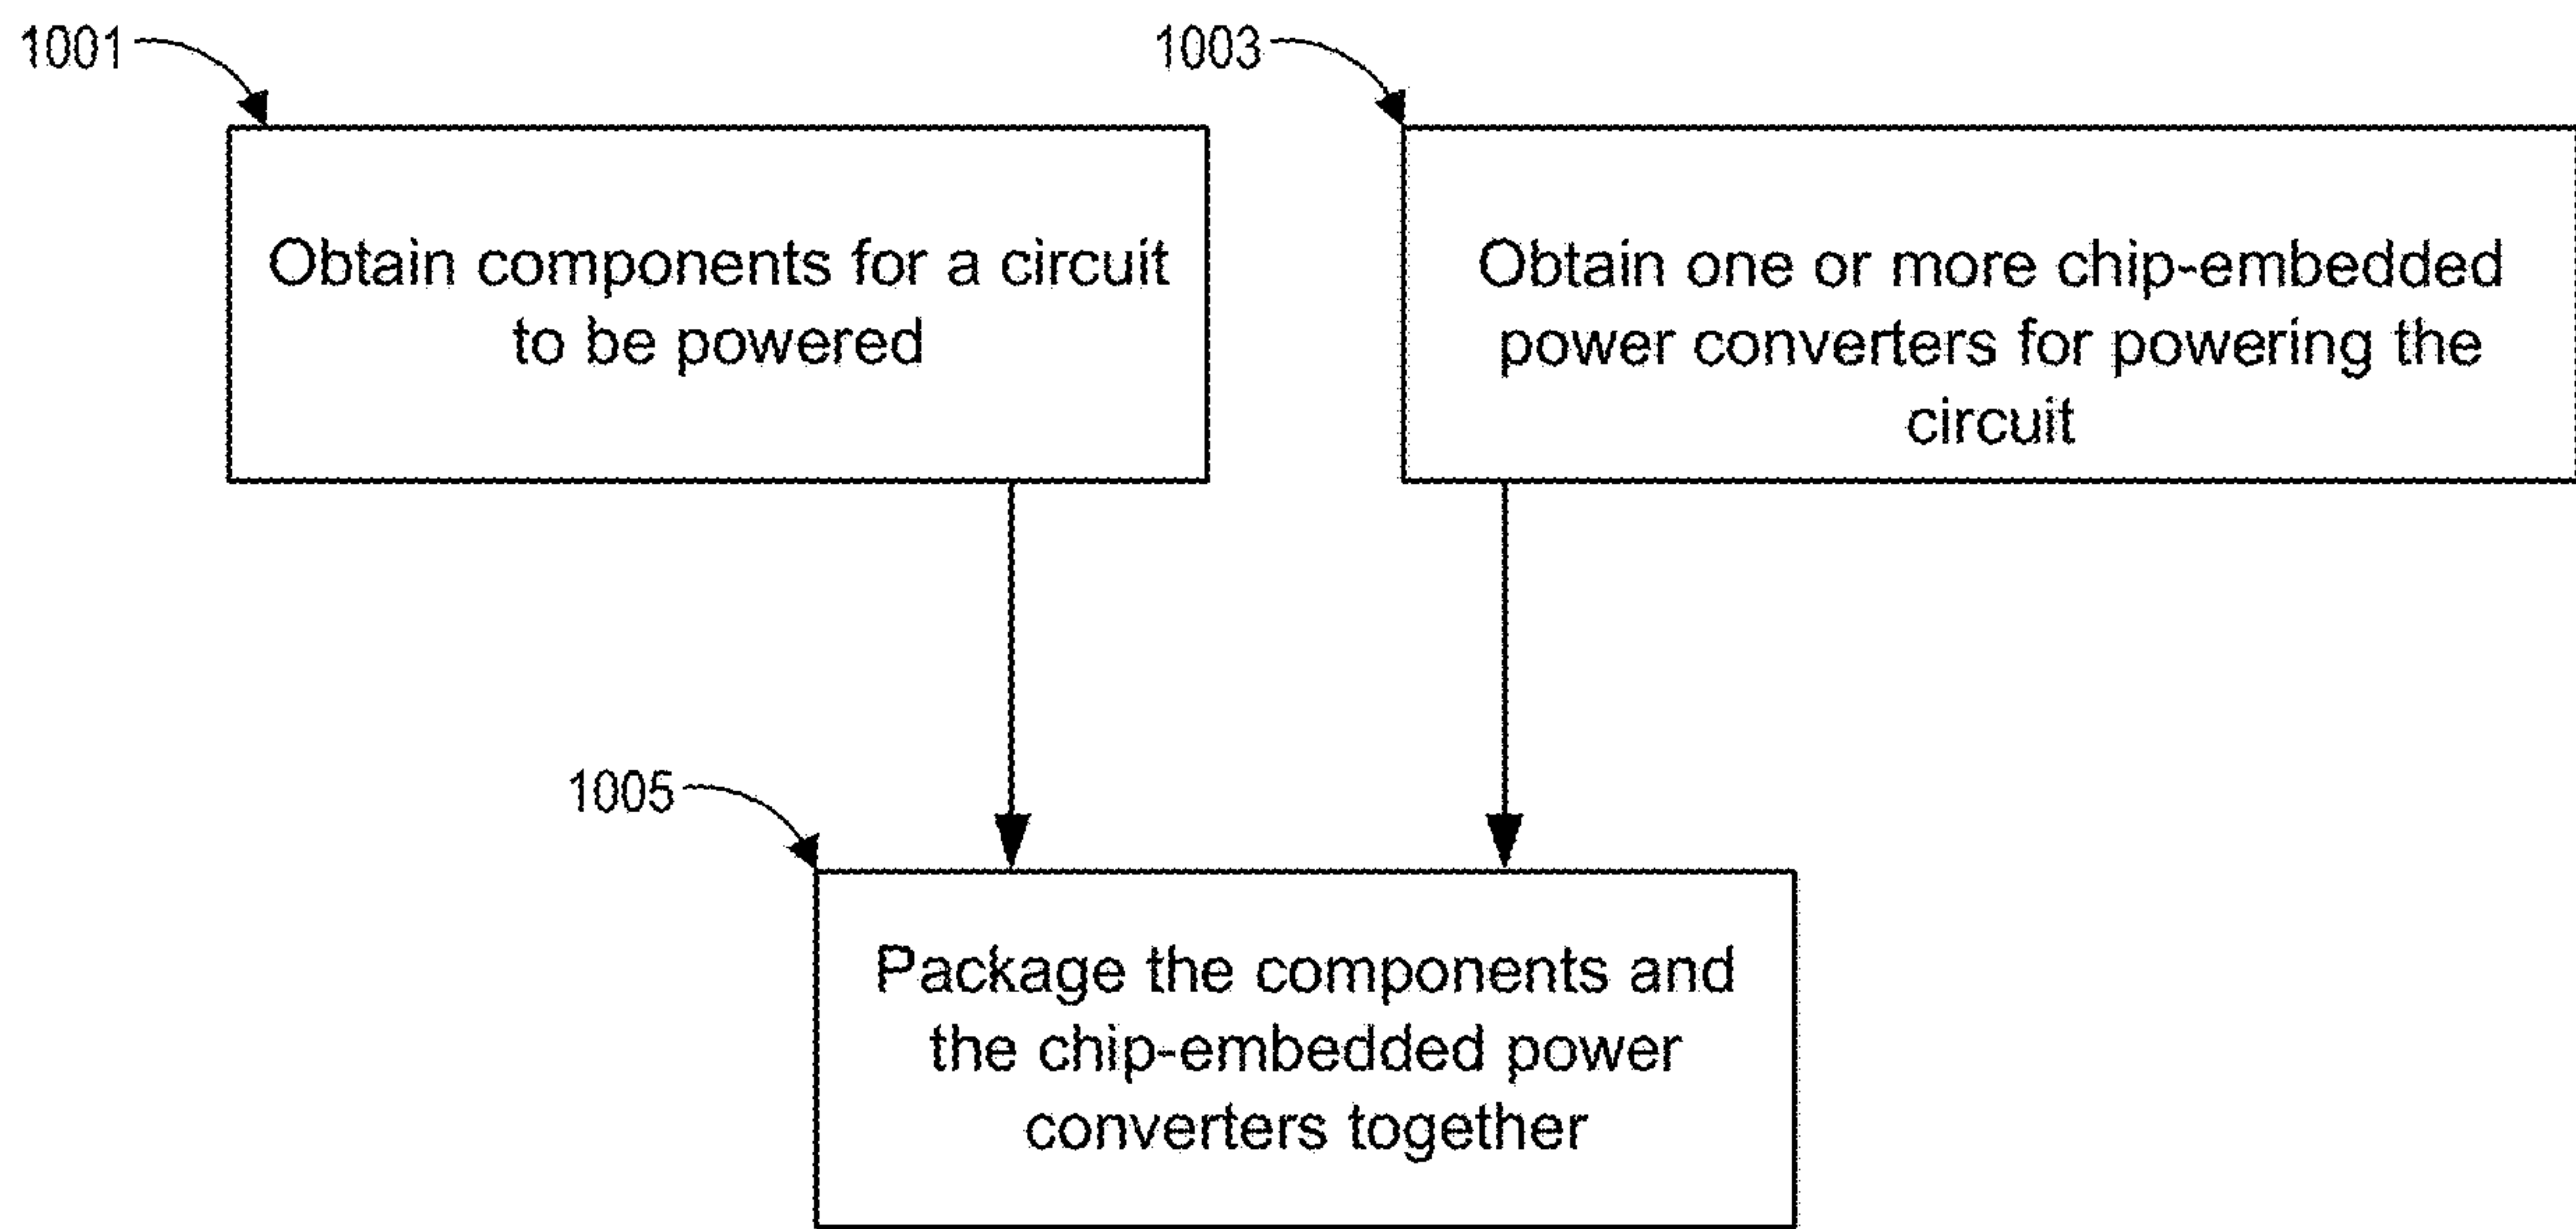 1001
Obtain components for a circuit
to be powered
1003
Obtain one or more chip-embedded
power converters for powering the
circuit
1005
Package the components and
the chip-embedded power
converters together